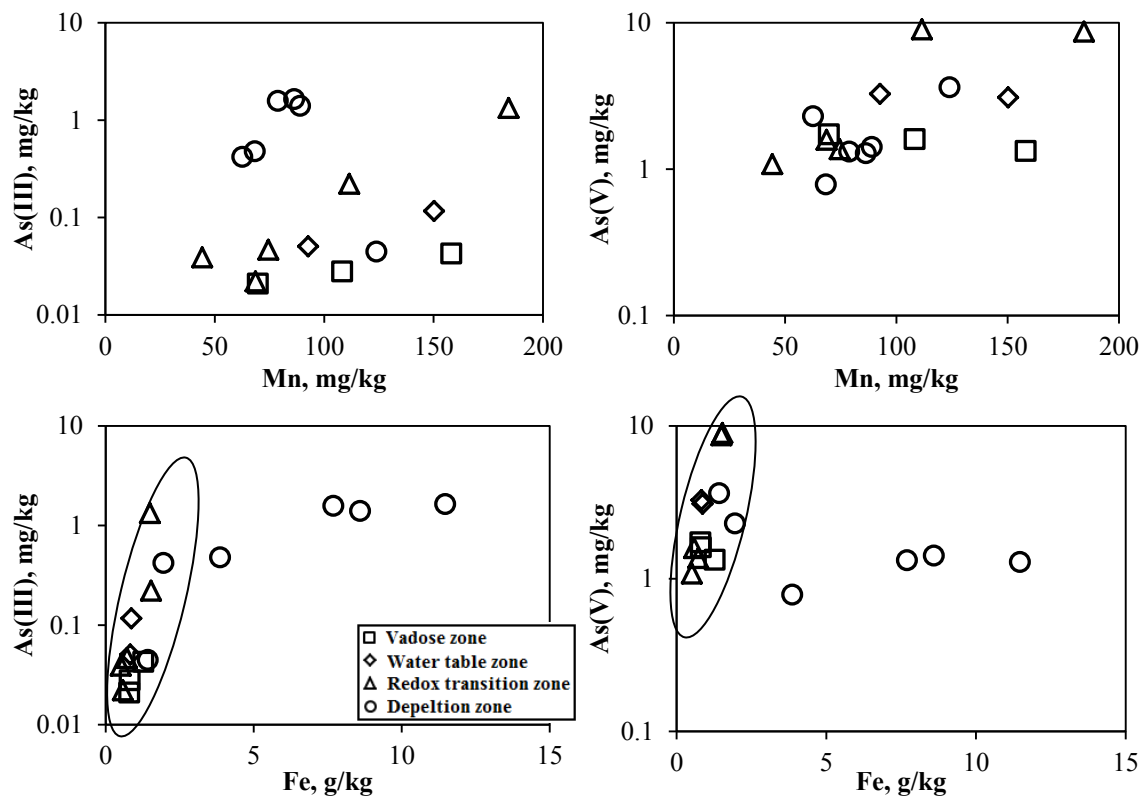 10
1
0.1
0.01
As(III), mg/kg
0
50
100
150
200
Mn, mg/kg
10
1
0.1
As(V), mg/kg
0
50
100
150
200
Mn, mg/kg
10
1
0.1
0.01
As(III), mg/kg
0
5
10
15
Fe, g/kg
Vadose zone
Water table zone
Redox transition zone
Depeltion zone
10
1
0.1
As(V), mg/kg
0
5
10
15
Fe, g/kg